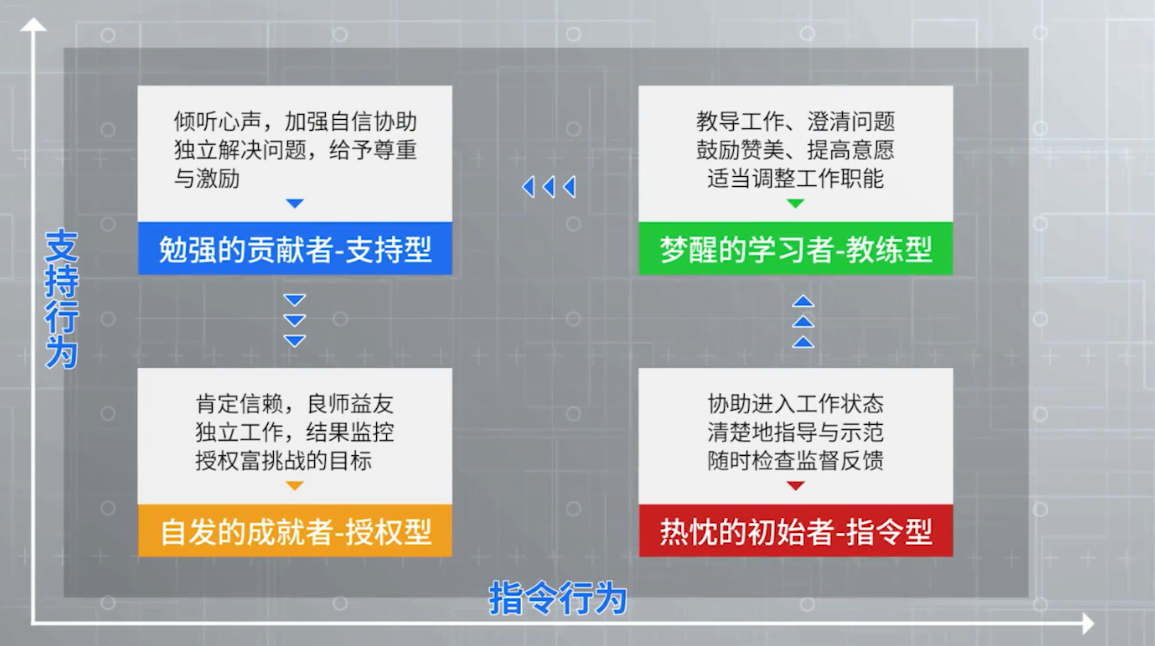 倾听心声，加强自信协助
独立解决问题，给予尊重
与激励
勉强的贡献者-支持型
教导工作、澄清问题
鼓励赞美、提高意愿
适当调整工作职能
梦醒的学习者-教练型
支持行为
肯定信赖，良师益友
独立工作，结果监控
授权富挑战的目标
自发的成就者-授权型
协助进入工作状态
清楚地指导与示范
随时检查监督反馈
热忱的初始者-指令型
指令行为